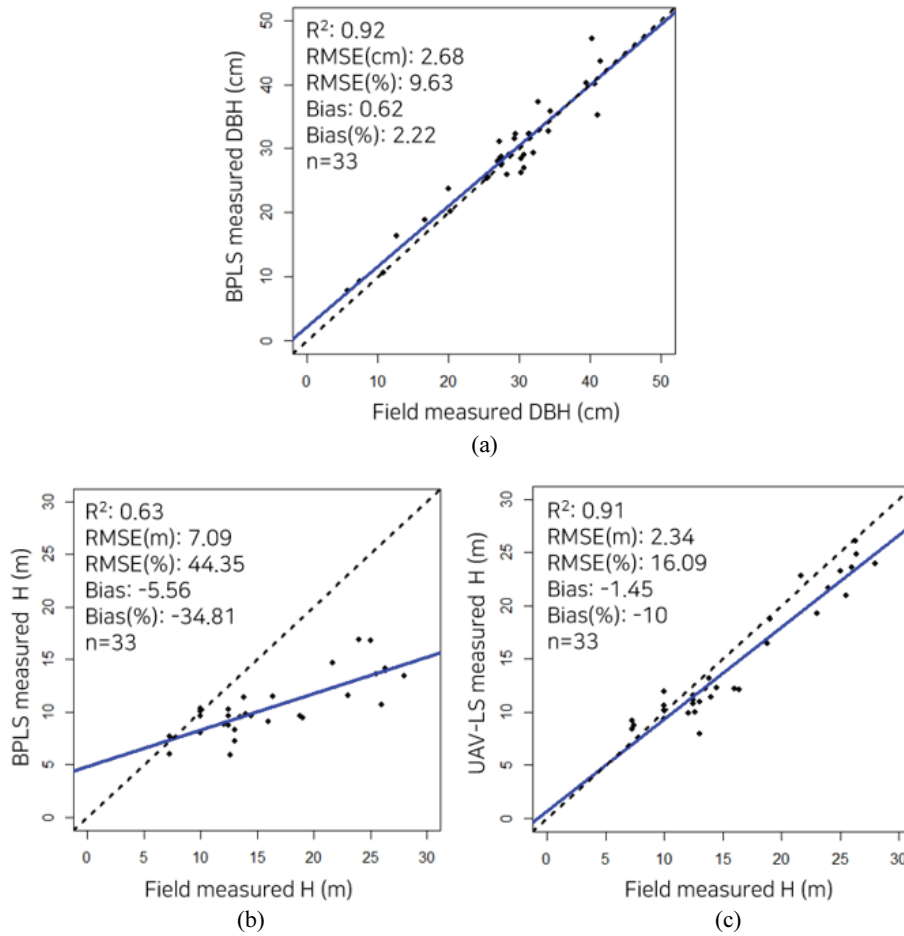 R²: 0.92
RMSE(cm): 2.68
RMSE(%): 9.63
Bias: 0.62
Bias(%): 2.22
n=33
BPLS measured DBH (cm)
0 10 20 30 40 50
0 10 20 30 40 50
Field measured DBH (cm)
(a)
R²: 0.63
RMSE(m): 7.09
RMSE(%): 44.35
Bias: -5.56
Bias(%): -34.81
n=33
BPLS measured H (m)
0 5 10 15 20 25 30
0 5 10 15 20 25 30
Field measured H (m)
(b)
R²: 0.91
RMSE(m): 2.34
RMSE(%): 16.09
Bias: -1.45
Bias(%): -10
n=33
UAV-LS measured H (m)
0 5 10 15 20 25 30
0 5 10 15 20 25 30
Field measured H (m)
(c)